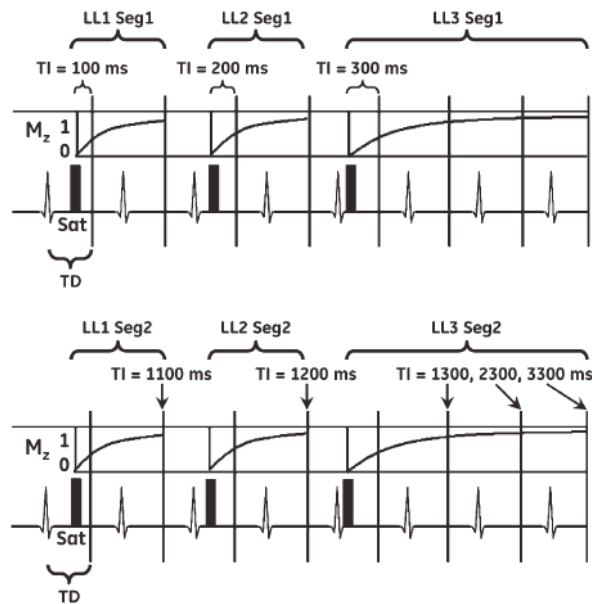 LL1 Seg1 LL2 Seg1 LL3 Seg1
TI = 100 ms TI = 200 ms TI = 300 ms
Mz 1
0
Sat
TD
LL1 Seg2 LL2 Seg2 LL3 Seg2
TI = 1100 ms TI = 1200 ms TI = 1300, 2300, 3300 ms
Mz 1
0
Sat
TD